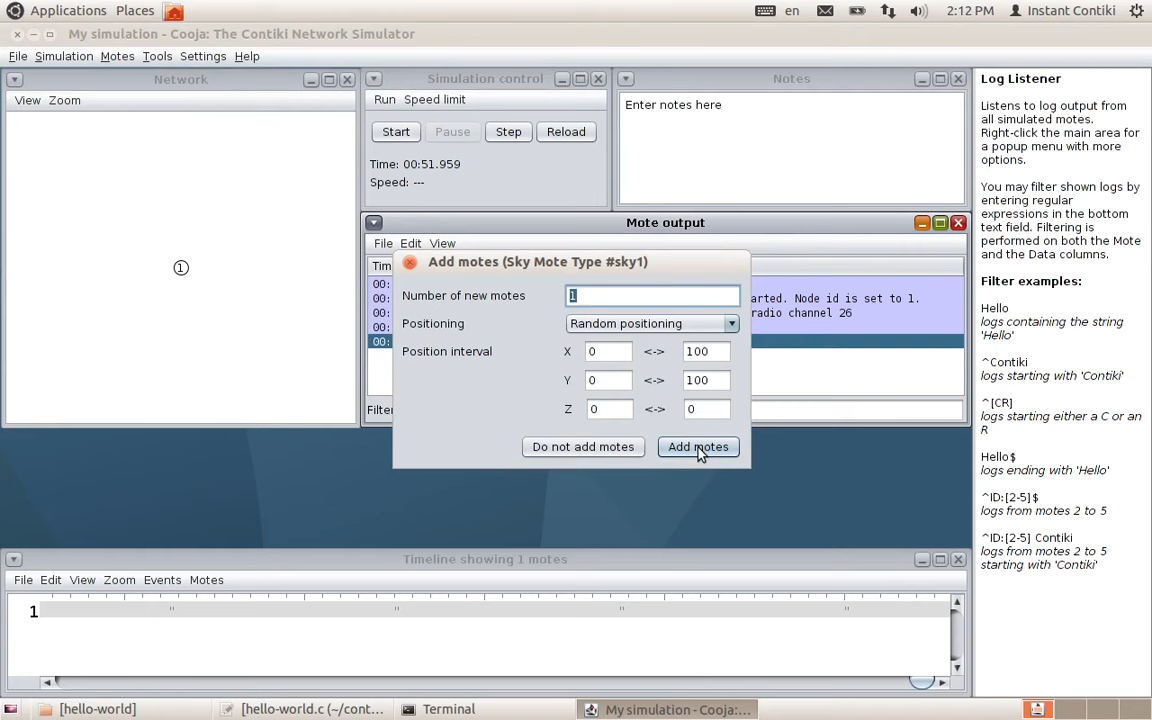 Applications Places en 2:12 PM Instant Contiki
My simulation - Cooja: The Contiki Network Simulator
File Simulation Motes Tools Settings Help
Network
View Zoom
1
Simulation control
Run Speed limit
Start Pause Step Reload
Time: 00:51.959
Speed: ---
Notes
Enter notes here
Mote output
File Edit View
Tim
00:
00: arted. Node id is set to 1.
00: radio channel 26
00:
00:
Filter
Add motes (Sky Mote Type #sky1)
Number of new motes 1
Positioning Random positioning
Position interval X 0 <-> 100
Y 0 <-> 100
Z 0 <-> 0
Do not add motes Add motes
Timeline showing 1 motes
File Edit View Zoom Events Motes
1
Log Listener
Listens to log output from
all simulated motes.
Right-click the main area for
a popup menu with more
options.
You may filter shown logs by
entering regular
expressions in the bottom
text field. Filtering is
performed on both the Mote
and the Data columns.
Filter examples:
Hello
logs containing the string
'Hello'
^Contiki
logs starting with 'Contiki'
^[CR]
logs starting either a C or an
R
Hello$
logs ending with 'Hello'
^ID:[2-5]$
logs from motes 2 to 5
^ID:[2-5] Contiki
logs from motes 2 to 5
starting with 'Contiki'
[hello-world] [hello-world.c (~/cont... Terminal My simulation - Cooja:...